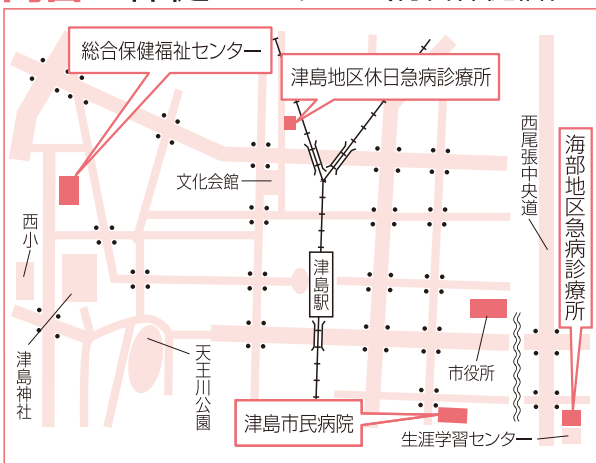 総合保健福祉センター
津島地区休日急病診療所
西尾張中央道
海部地区急病診療所
文化会館
西小
津島駅
津島神社
天王川公園
市役所
津島市民病院
生涯学習センター